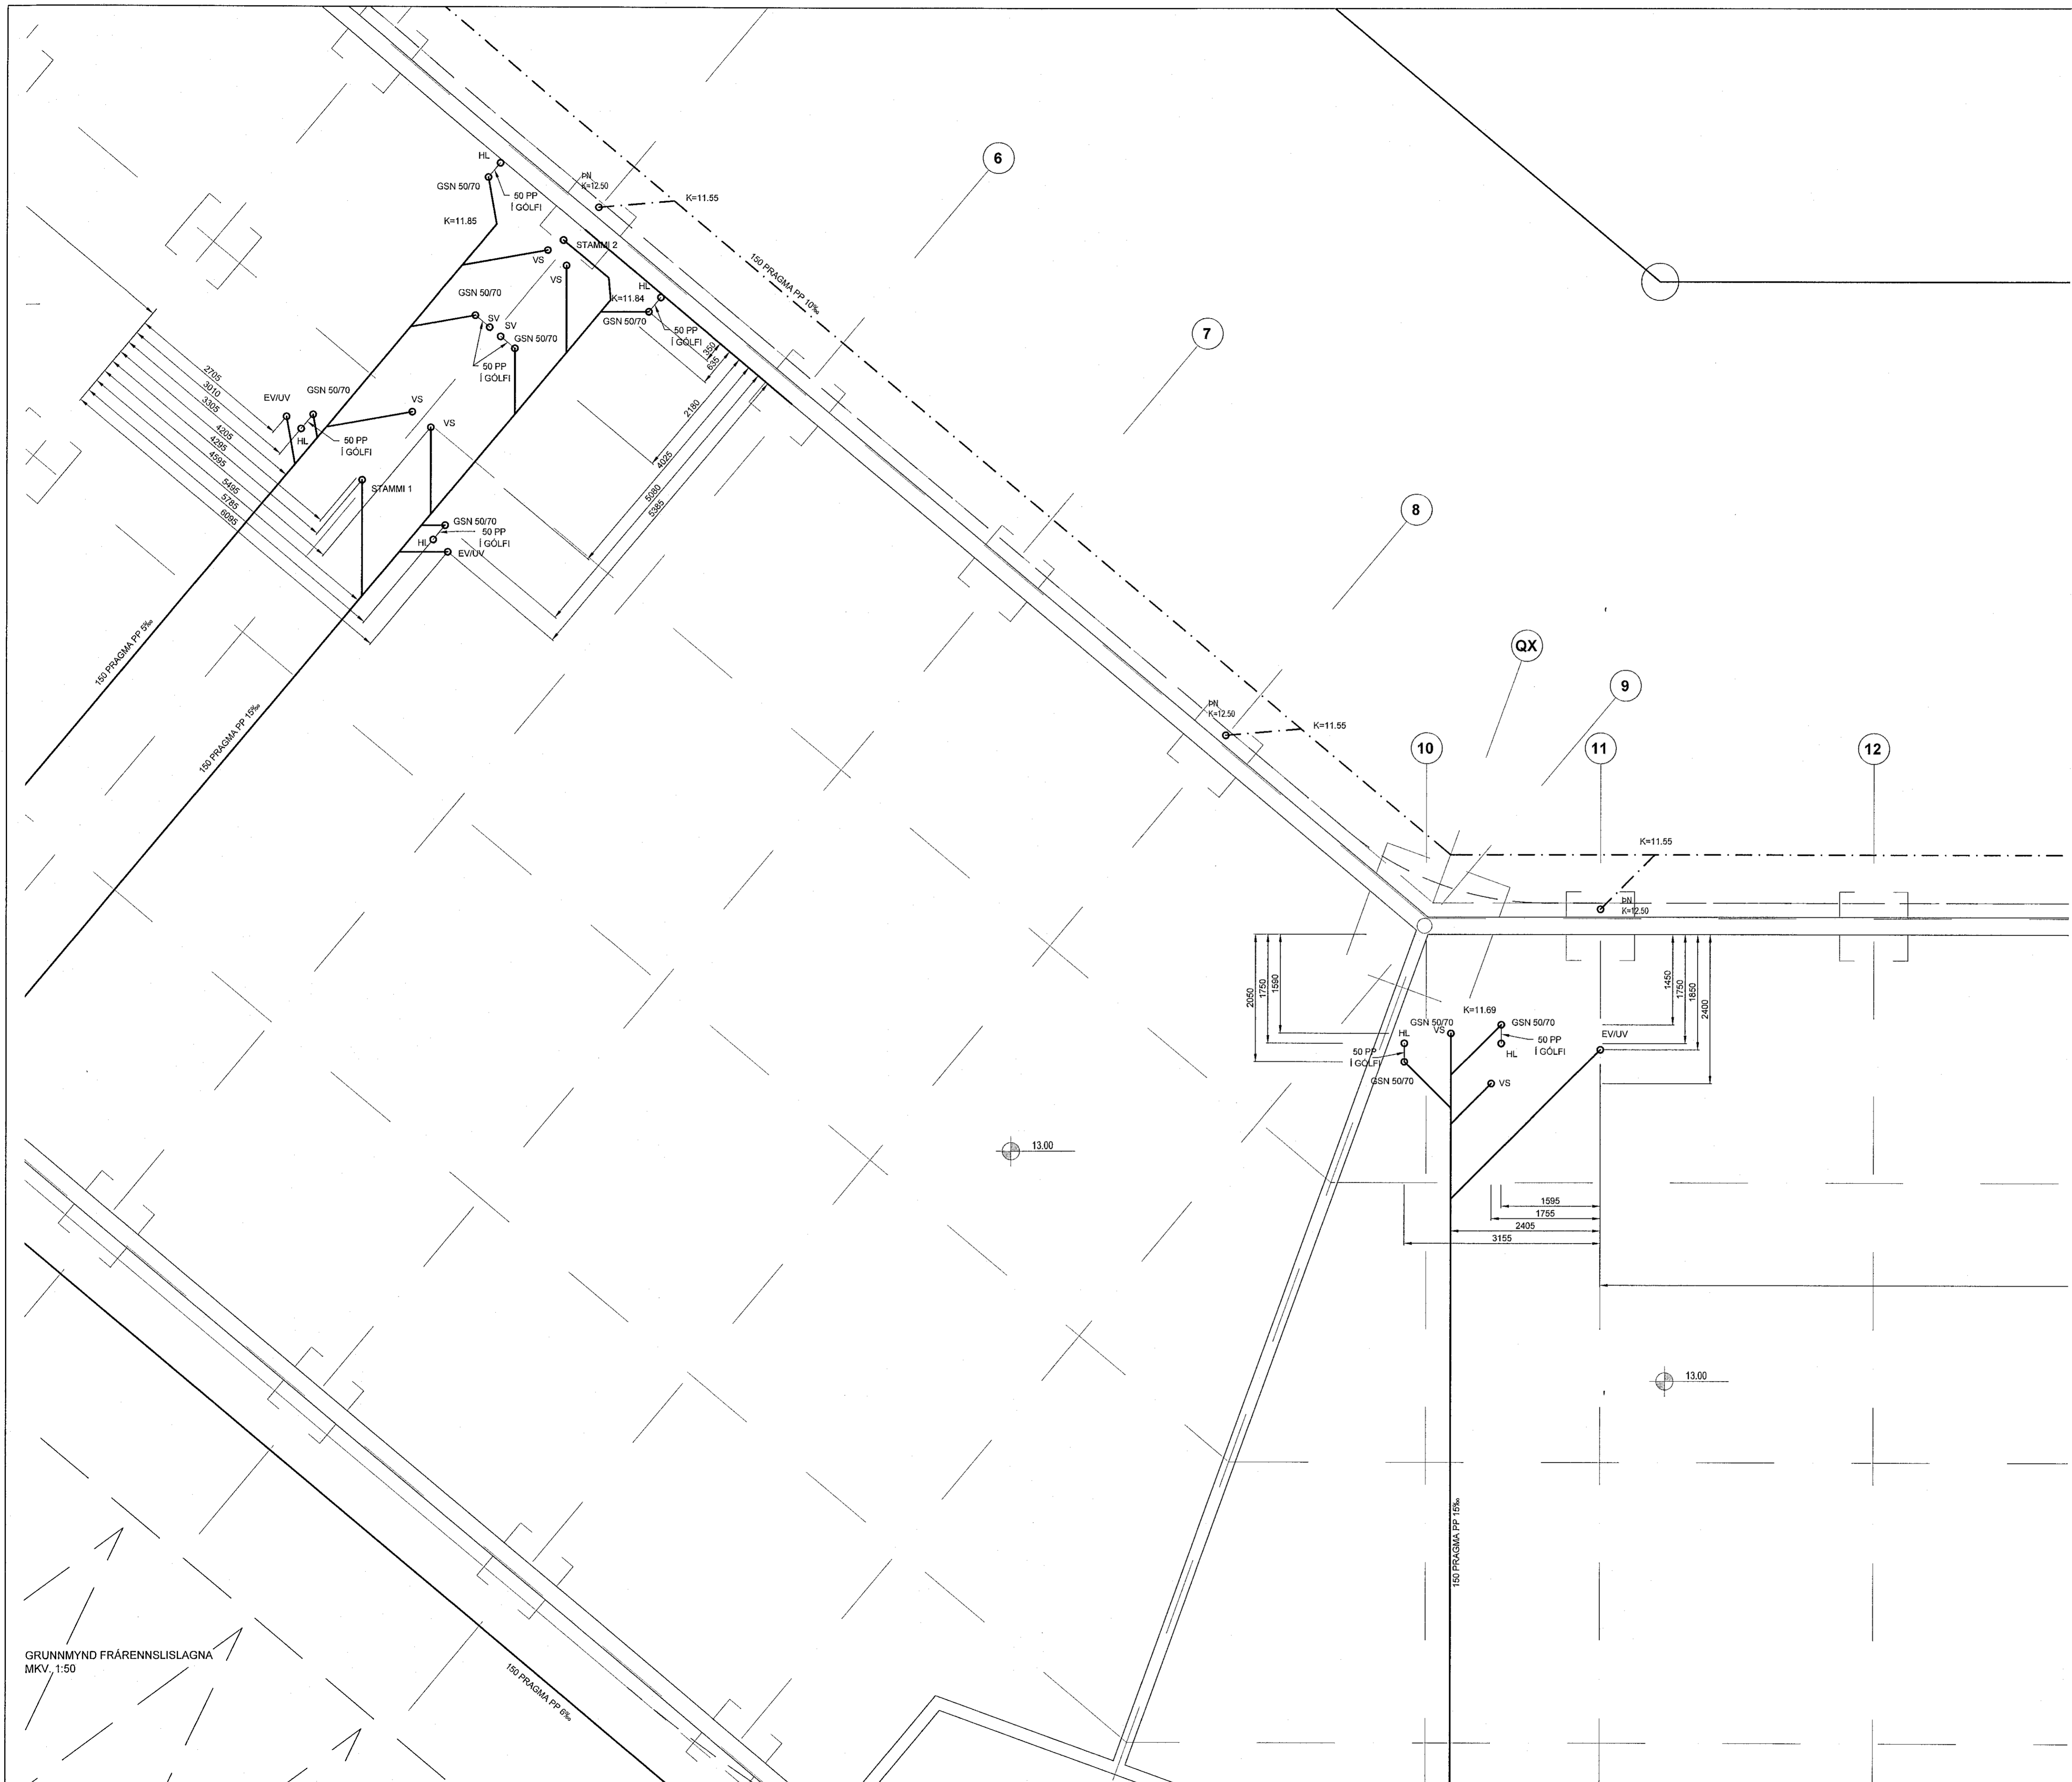 6
HL
GSN 50/70
50 PP
Í GÓLFI
K=11.85
ÞN
K=12.50
K=11.55
STAMMI 2
VS
VS
150 PRAGMA PP 10‰
GSN 50/70
SV
SV
GSN 50/70
50 PP
Í GÓLFI
HL
K=11.84
GSN 50/70
50 PP
Í GÓLFI
7
350
635
2180
4025
5080
5385
2705
3010
3305
4205
4295
4595
5495
5785
6095
EV/UV
GSN 50/70
HL
50 PP
Í GÓLFI
VS
VS
STAMMI 1
GSN 50/70
50 PP
Í GÓLFI
HL
EV/UV
8
150 PRAGMA PP 5‰
150 PRAGMA PP 15‰
QX
9
ÞN
K=12.50
K=11.55
10
11
12
K=11.55
ÞN
K=12.50
2050
1750
1590
1450
1750
1850
2400
K=11.69
GSN 50/70
VS
GSN 50/70
HL
50 PP
Í GÓLFI
GSN 50/70
50 PP
Í GÓLFI
HL
EV/UV
VS
13.00
1595
1755
2405
3155
13.00
150 PRAGMA PP 15‰
GRUNNMYND FRÁRENNSLISLAGNA
MKV. 1:50
150 PRAGMA PP 6‰